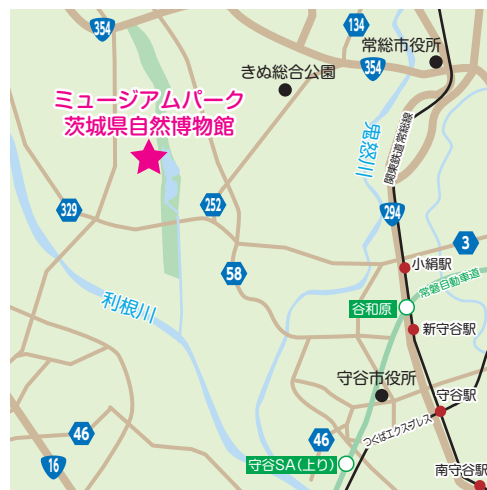 354
134
常総市役所
354
きぬ総合公園
ミュージアムパーク
茨城県自然博物館
鬼怒川
関東鉄道常総線
329
252
294
3
小絹駅
58
常磐自動車道
利根川
谷和原
新守谷駅
守谷市役所
守谷駅
46
46
つくばエクスプレス
16
守谷SA(上り)
南守谷駅